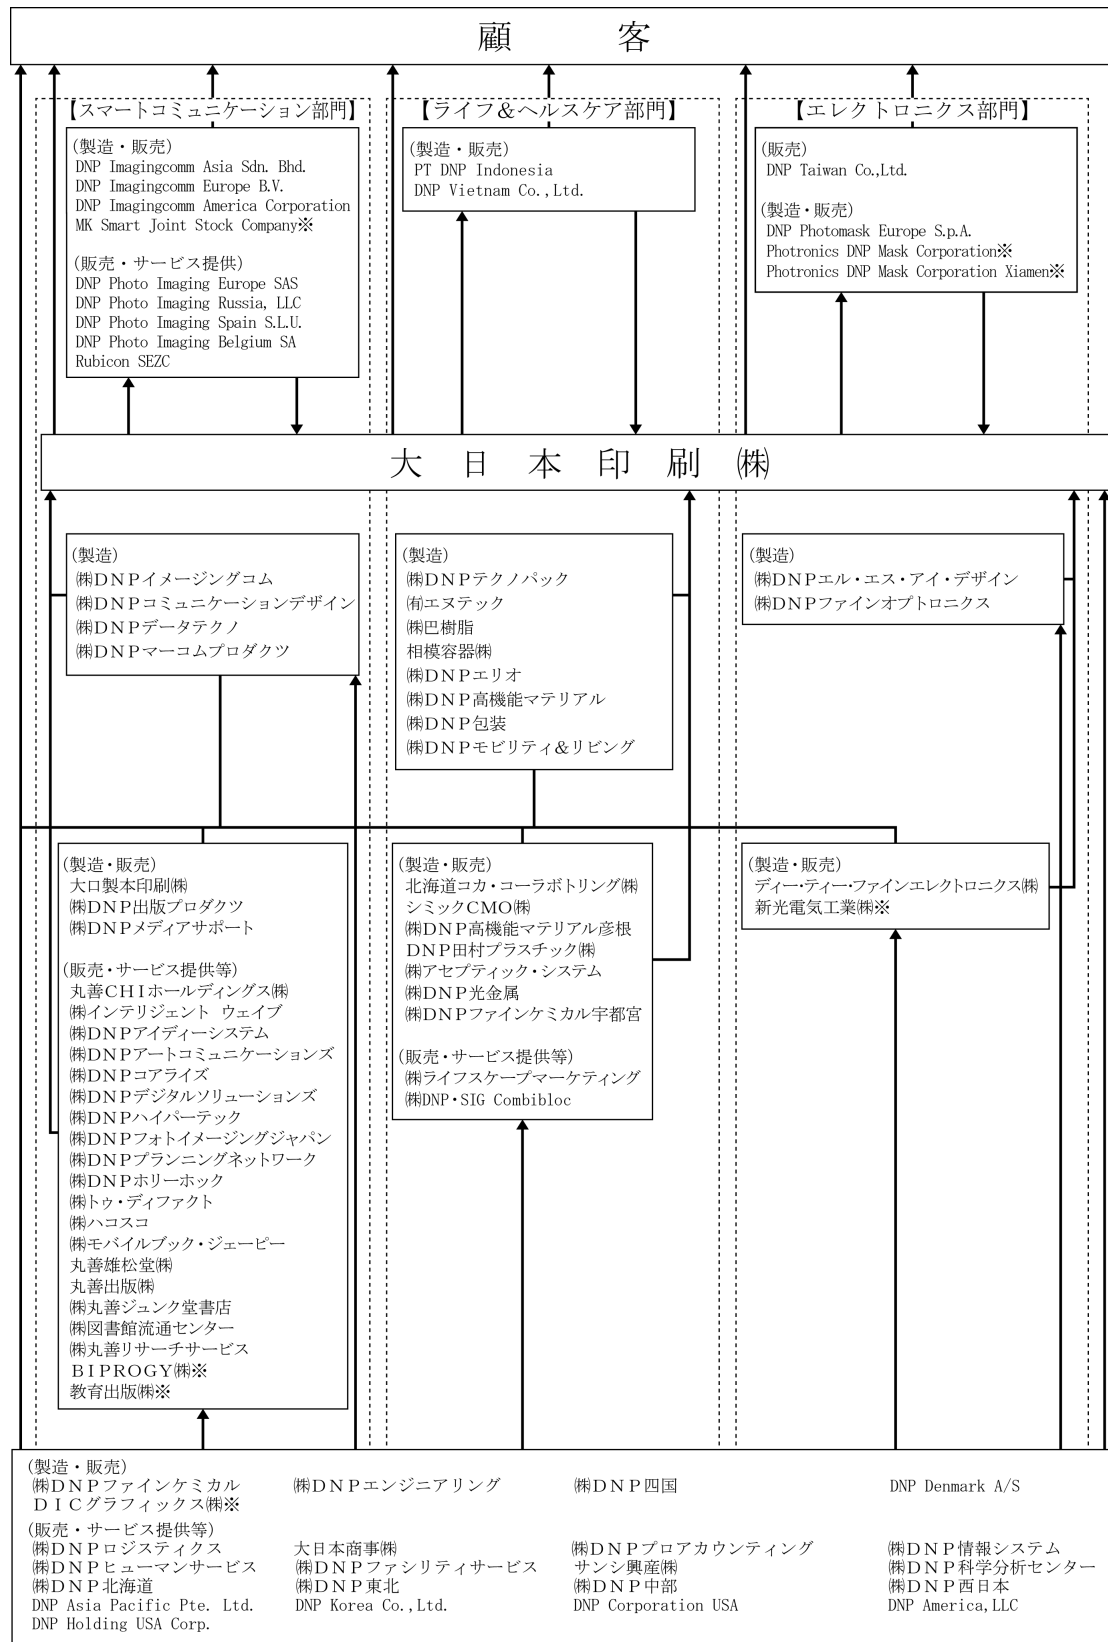 顧　客
【スマートコミュニケーション部門】
(製造・販売)
DNP Imagingcomm Asia Sdn. Bhd.
DNP Imagingcomm Europe B.V.
DNP Imagingcomm America Corporation
MK Smart Joint Stock Company※
(販売・サービス提供)
DNP Photo Imaging Europe SAS
DNP Photo Imaging Russia, LLC
DNP Photo Imaging Spain S.L.U.
DNP Photo Imaging Belgium SA
Rubicon SEZC
【ライフ＆ヘルスケア部門】
(製造・販売)
PT DNP Indonesia
DNP Vietnam Co.,Ltd.
【エレクトロニクス部門】
(販売)
DNP Taiwan Co.,Ltd.
(製造・販売)
DNP Photomask Europe S.p.A.
Photronics DNP Mask Corporation※
Photronics DNP Mask Corporation Xiamen※
大日本印刷㈱
(製造)
㈱ＤＮＰイメージングコム
㈱ＤＮＰコミュニケーションデザイン
㈱ＤＮＰデータテクノ
㈱ＤＮＰマーコムプロダクツ
(製造)
㈱ＤＮＰテクノパック
㈲エヌテック
㈱巴樹脂
相模容器㈱
㈱ＤＮＰエリオ
㈱ＤＮＰ高機能マテリアル
㈱ＤＮＰ包装
㈱ＤＮＰモビリティ＆リビング
(製造)
㈱ＤＮＰエル・エス・アイ・デザイン
㈱ＤＮＰファインオプトロニクス
(製造・販売)
大口製本印刷㈱
㈱ＤＮＰ出版プロダクツ
㈱ＤＮＰメディアサポート
(販売・サービス提供等)
丸善ＣＨＩホールディングス㈱
㈱インテリジェント ウェイブ
㈱ＤＮＰアイディーシステム
㈱ＤＮＰアートコミュニケーションズ
㈱ＤＮＰコアライズ
㈱ＤＮＰデジタルソリューションズ
㈱ＤＮＰハイパーテック
㈱ＤＮＰフォトイメージングジャパン
㈱ＤＮＰプランニングネットワーク
㈱ＤＮＰホリーホック
㈱トゥ・ディファクト
㈱ハコスコ
㈱モバイルブック・ジェーピー
丸善雄松堂㈱
丸善出版㈱
㈱丸善ジュンク堂書店
㈱図書館流通センター
㈱丸善リサーチサービス
ＢＩＰＲＯＧＹ㈱※
教育出版㈱※
(製造・販売)
北海道コカ・コーラボトリング㈱
シミックＣＭＯ㈱
㈱ＤＮＰ高機能マテリアル彦根
ＤＮＰ田村プラスチック㈱
㈱アセプティック・システム
㈱ＤＮＰ光金属
㈱ＤＮＰファインケミカル宇都宮
(販売・サービス提供等)
㈱ライフスケープマーケティング
㈱DNP・SIG Combibloc
(製造・販売)
ディー・ティー・ファインエレクトロニクス㈱
新光電気工業㈱※
(製造・販売)
㈱ＤＮＰファインケミカル　㈱ＤＮＰエンジニアリング　㈱ＤＮＰ四国　DNP Denmark A/S
ＤＩＣグラフィックス㈱※
(販売・サービス提供等)
㈱ＤＮＰロジスティクス　大日本商事㈱　㈱ＤＮＰプロアカウンティング　㈱ＤＮＰ情報システム
㈱ＤＮＰヒューマンサービス　㈱ＤＮＰファシリティサービス　サンシ興産㈱　㈱ＤＮＰ科学分析センター
㈱ＤＮＰ北海道　㈱ＤＮＰ東北　㈱ＤＮＰ中部　㈱ＤＮＰ西日本
DNP Asia Pacific Pte. Ltd.　DNP Korea Co.,Ltd.　DNP Corporation USA　DNP America,LLC
DNP Holding USA Corp.